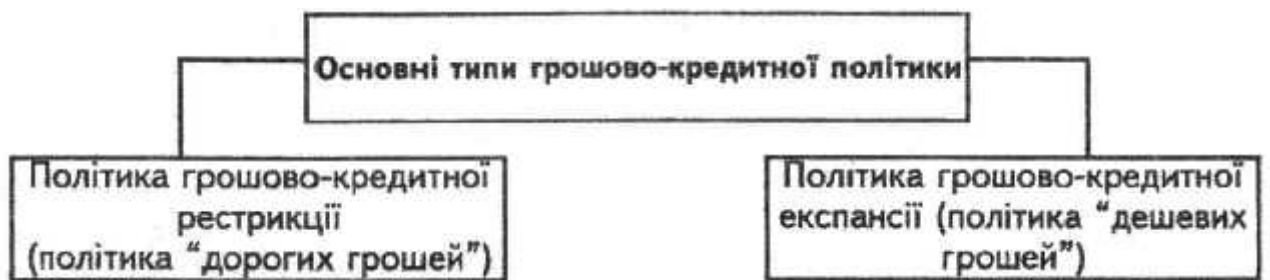 Основні типи грошово-кредитної політики
Політика грошово-кредитної
рестрикції
(політика “дорогих грошей”)
Політика грошово-кредитної
експансії (політика “дешевих
грошей”)